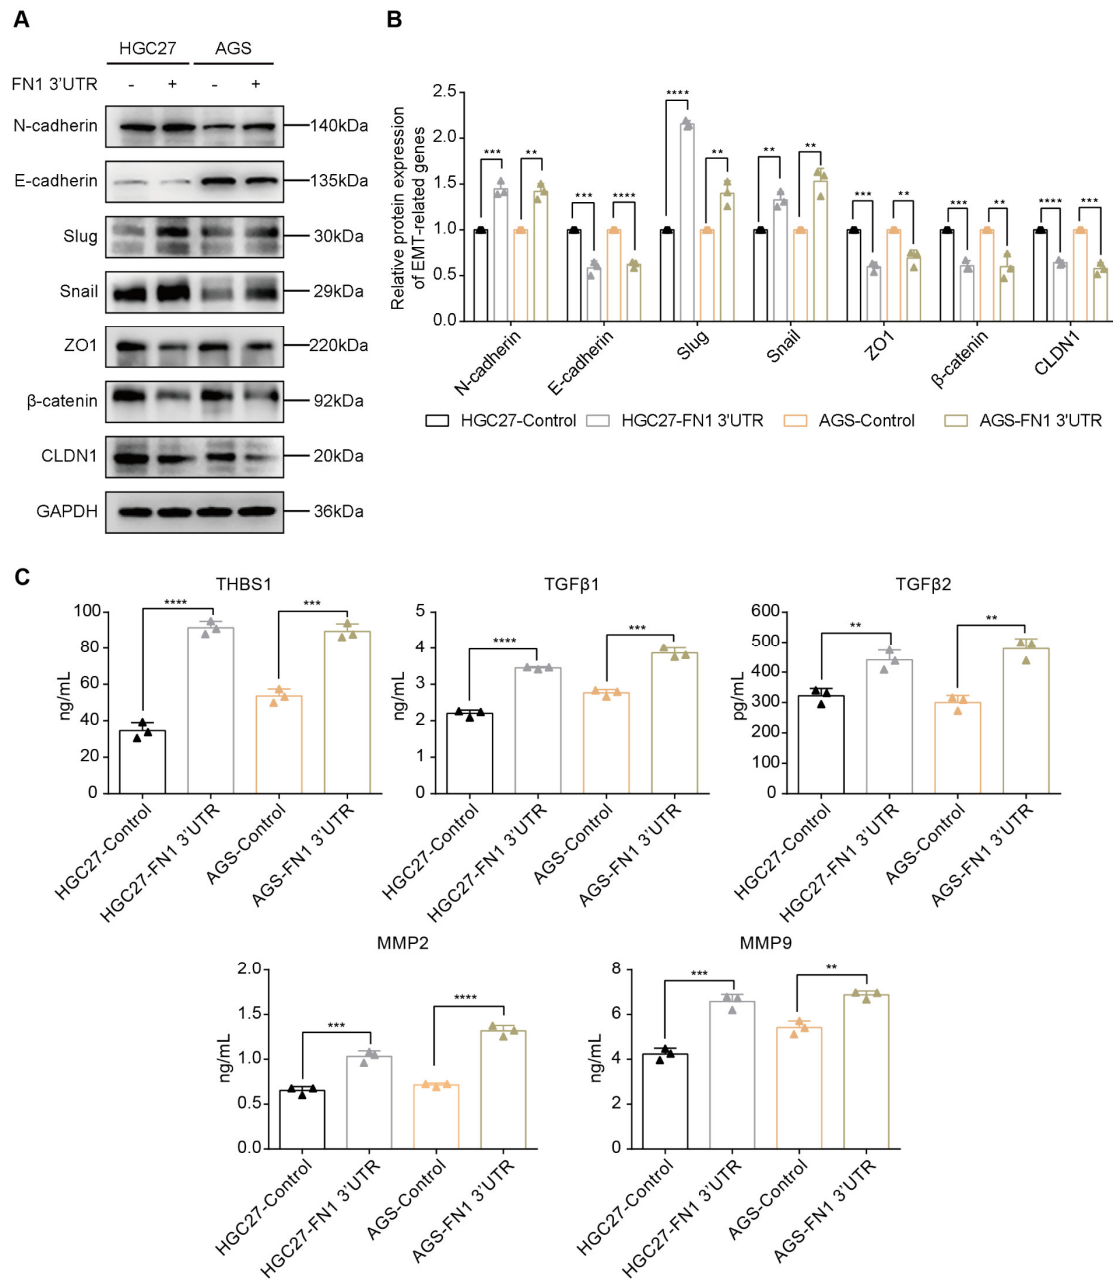 A
HGC27 AGS
FN1 3'UTR - + - +
N-cadherin 140kDa
E-cadherin 135kDa
Slug 30kDa
Snail 29kDa
ZO1 220kDa
β-catenin 92kDa
CLDN1 20kDa
GAPDH 36kDa
B
Relative protein expression
of EMT-related genes
2.5
2.0
1.5
1.0
0.5
0.0
*** ** *** **** **** ** ** ** *** ** *** ** **** ***
N-cadherin E-cadherin Slug Snail ZO1 β-catenin CLDN1
HGC27-Control HGC27-FN1 3'UTR AGS-Control AGS-FN1 3'UTR
C
THBS1
ng/mL
100
80
60
40
20
0
**** ***
HGC27-Control HGC27-FN1 3'UTR AGS-Control AGS-FN1 3'UTR
TGFβ1
ng/mL
5
4
3
2
1
0
**** ***
HGC27-Control HGC27-FN1 3'UTR AGS-Control AGS-FN1 3'UTR
TGFβ2
pg/mL
600
500
400
300
200
100
0
** **
HGC27-Control HGC27-FN1 3'UTR AGS-Control AGS-FN1 3'UTR
MMP2
ng/mL
2.0
1.5
1.0
0.5
0.0
*** ****
HGC27-Control HGC27-FN1 3'UTR AGS-Control AGS-FN1 3'UTR
MMP9
ng/mL
8
6
4
2
0
*** **
HGC27-Control HGC27-FN1 3'UTR AGS-Control AGS-FN1 3'UTR